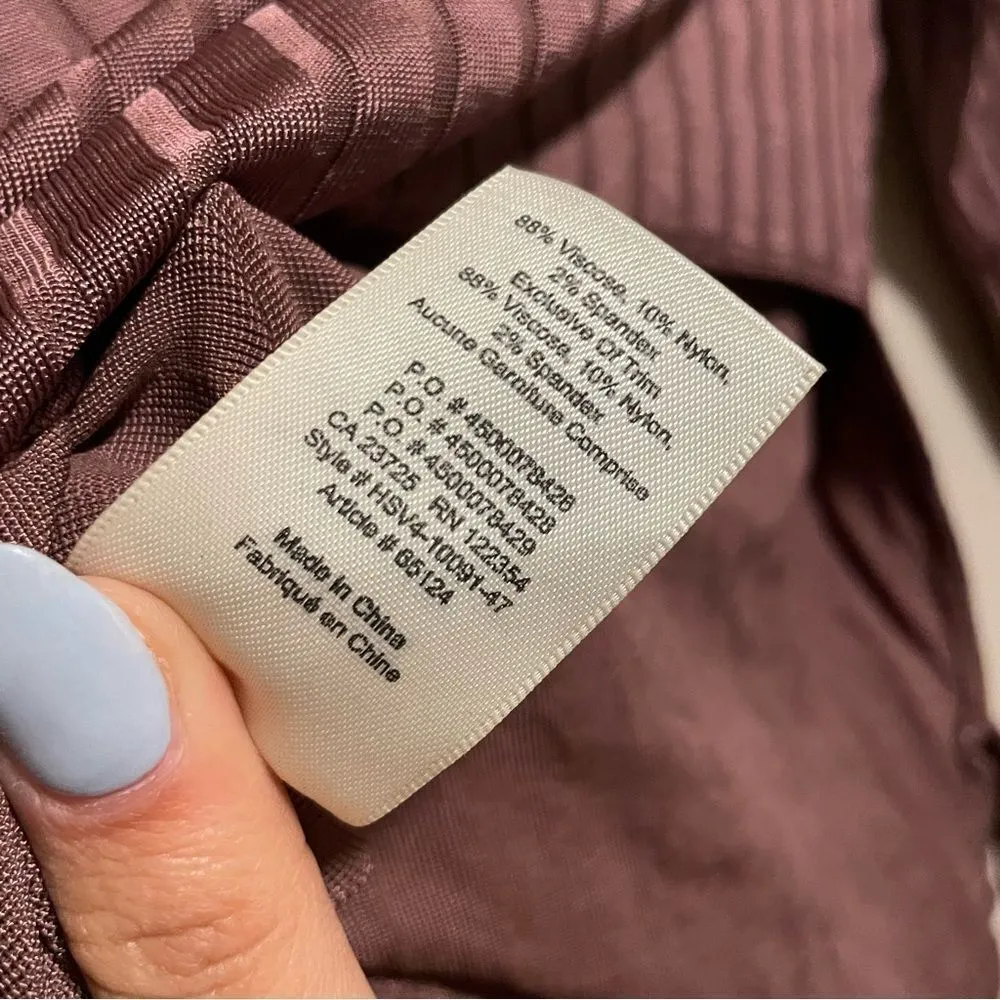 88% Viscose, 10% Nylon,
2% Spandex
Exclusive Of Trim
88% Viscose, 10% Nylon,
2% Spandex
Aucune Garniture Comprise
P.O. #4500078426
P.O. #4500078428
P.O. #4500078429
CA 23725 RN 122354
Style # HSV4-10091-47
Article # 65124
Made in China
Fabriqué en Chine